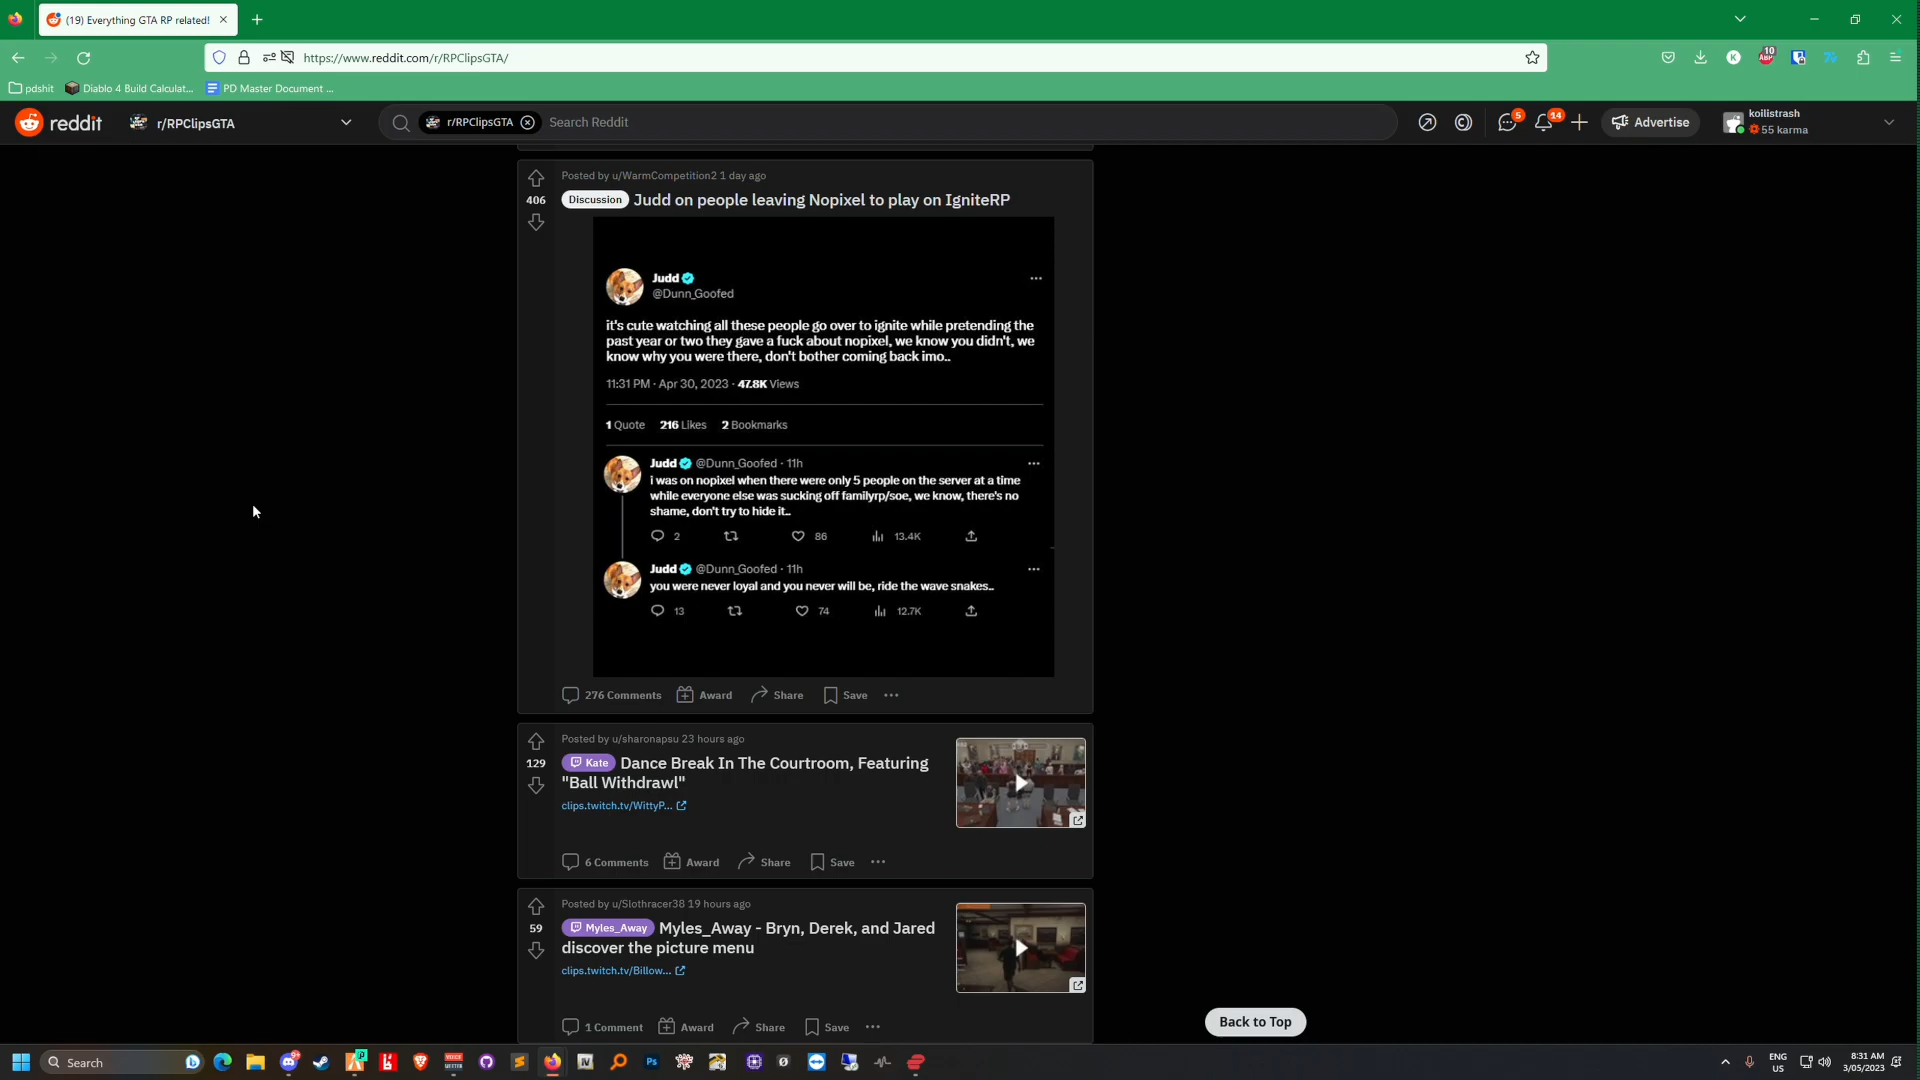 (19) Everything GTA RP related!
https://www.reddit.com/r/RPClipsGTA/
10
ABP
K
pdshit
Diablo 4 Build Calculat...
PD Master Document ...
reddit
r/RPClipsGTA
r/RPClipsGTA
Search Reddit
5
14
Advertise
koilistrash
55 karma
Posted by u/WarmCompetition2 1 day ago
406
Discussion
Judd on people leaving Nopixel to play on IgniteRP
Judd
@Dunn_Goofed
it's cute watching all these people go over to ignite while pretending the
past year or two they gave a fuck about nopixel, we know you didn't, we
know why you were there, don't bother coming back imo..
11:31 PM · Apr 30, 2023 · 47.8K Views
1 Quote 216 Likes 2 Bookmarks
Judd @Dunn_Goofed · 11h
i was on nopixel when there were only 5 people on the server at a time
while everyone else was sucking off familyrp/soe, we know, there's no
shame, don't try to hide it..
2 86 13.4K
Judd @Dunn_Goofed · 11h
you were never loyal and you never will be, ride the wave snakes..
13 74 12.7K
276 Comments Award Share Save
Posted by u/sharonapsu 23 hours ago
129
Kate Dance Break In The Courtroom, Featuring
"Ball Withdrawl"
clips.twitch.tv/WittyP...
6 Comments Award Share Save
Posted by u/Slothracer38 19 hours ago
59
Myles_Away Myles_Away - Bryn, Derek, and Jared
discover the picture menu
clips.twitch.tv/Billow...
1 Comment Award Share Save
Back to Top
Search
Ps
ENG
US
8:31 AM
3/05/2023